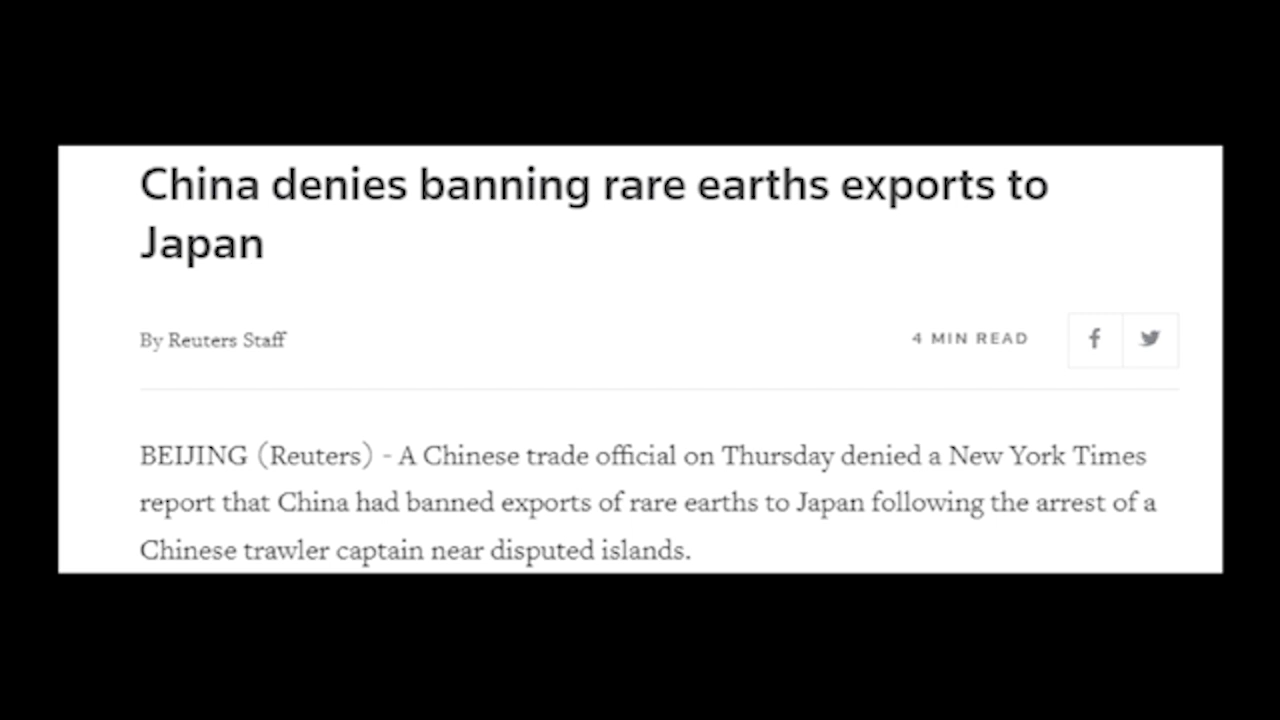 China denies banning rare earths exports to
Japan
By Reuters Staff
4 MIN READ
BEIJING (Reuters) - A Chinese trade official on Thursday denied a New York Times
report that China had banned exports of rare earths to Japan following the arrest of a
Chinese trawler captain near disputed islands.